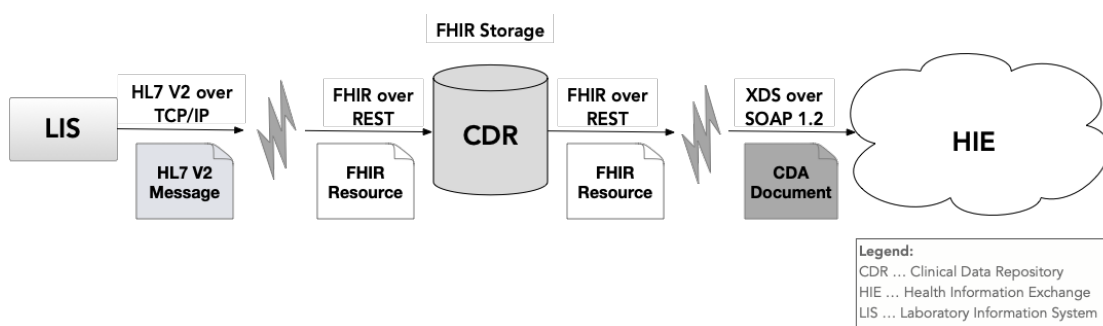 FHIR Storage
LIS
HL7 V2 over
TCP/IP
HL7 V2
Message
FHIR over
REST
FHIR
Resource
CDR
FHIR over
REST
FHIR
Resource
XDS over
SOAP 1.2
CDA
Document
HIE
Legend:
CDR ... Clinical Data Repository
HIE ... Health Information Exchange
LIS ... Laboratory Information System